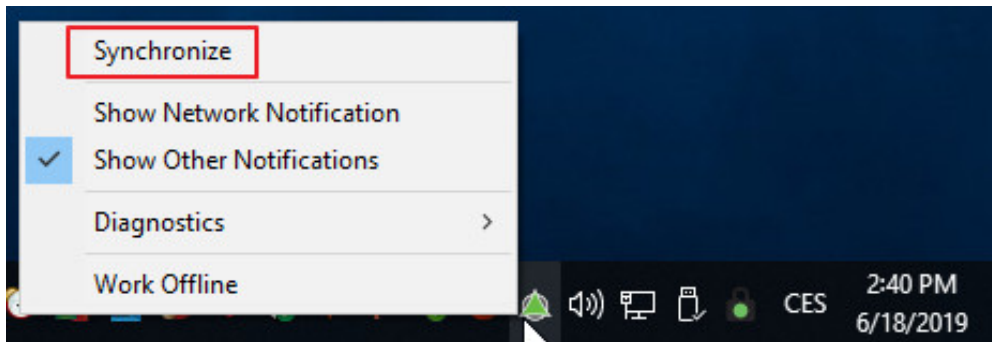 Synchronize
Show Network Notification
Show Other Notifications
Diagnostics
Work Offline
CES
2:40 PM
6/18/2019